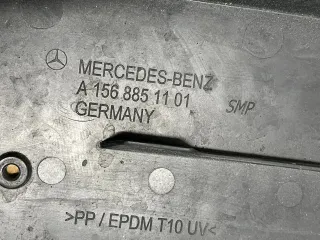 MERCEDES-BENZ
A 156 885 11 01
GERMANY
SMP
>PP / EPDM T10 UV<